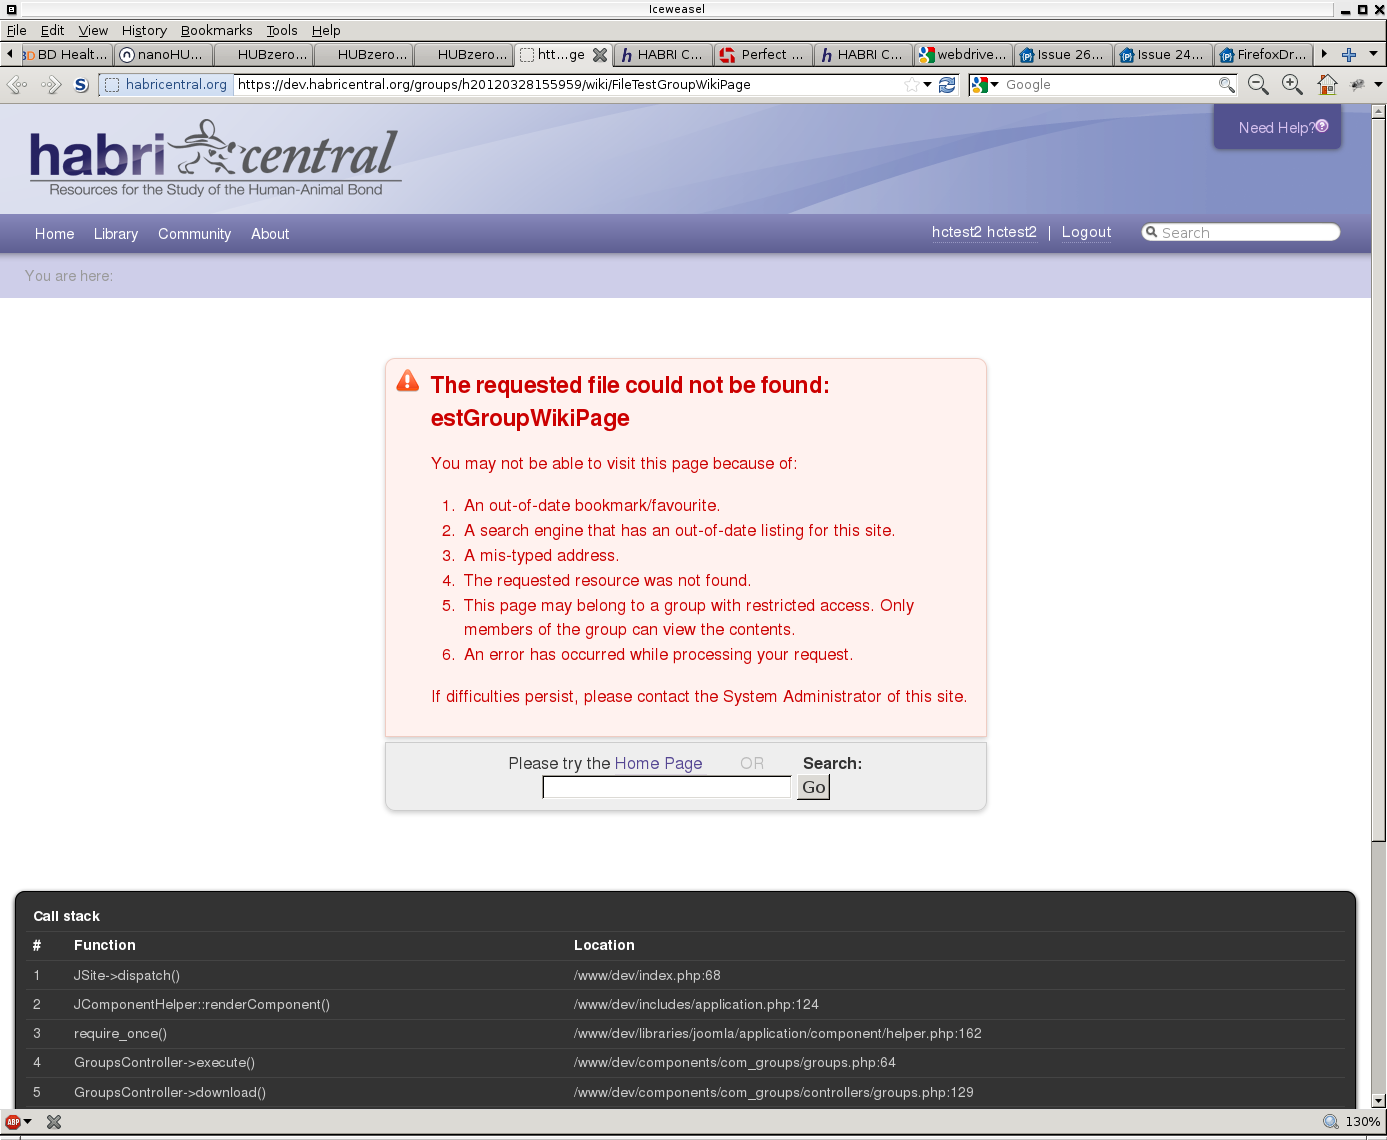 Iceweasel
File Edit View History Bookmarks Tools Help
BD Healt... nanoHU... HUBzero... HUBzero... HUBzero... htt...ge HABRI C... Perfect ... HABRI C... webdrive... Issue 26... Issue 24... FirefoxDr...
habricentral.org https://dev.habricentral.org/groups/h20120328155959/wiki/FileTestGroupWikiPage Google
Need Help?
habri central
Resources for the Study of the Human-Animal Bond
Home Library Community About hctest2 hctest2 | Logout Search
You are here:
The requested file could not be found:
estGroupWikiPage
You may not be able to visit this page because of:
1. An out-of-date bookmark/favourite.
2. A search engine that has an out-of-date listing for this site.
3. A mis-typed address.
4. The requested resource was not found.
5. This page may belong to a group with restricted access. Only
members of the group can view the contents.
6. An error has occurred while processing your request.
If difficulties persist, please contact the System Administrator of this site.
Please try the Home Page OR Search:
Go
Call stack
# Function Location
1 JSite->dispatch() /www/dev/index.php:68
2 JComponentHelper::renderComponent() /www/dev/includes/application.php:124
3 require_once() /www/dev/libraries/joomla/application/component/helper.php:162
4 GroupsController->execute() /www/dev/components/com_groups/groups.php:64
5 GroupsController->download() /www/dev/components/com_groups/controllers/groups.php:129
ABP 130%